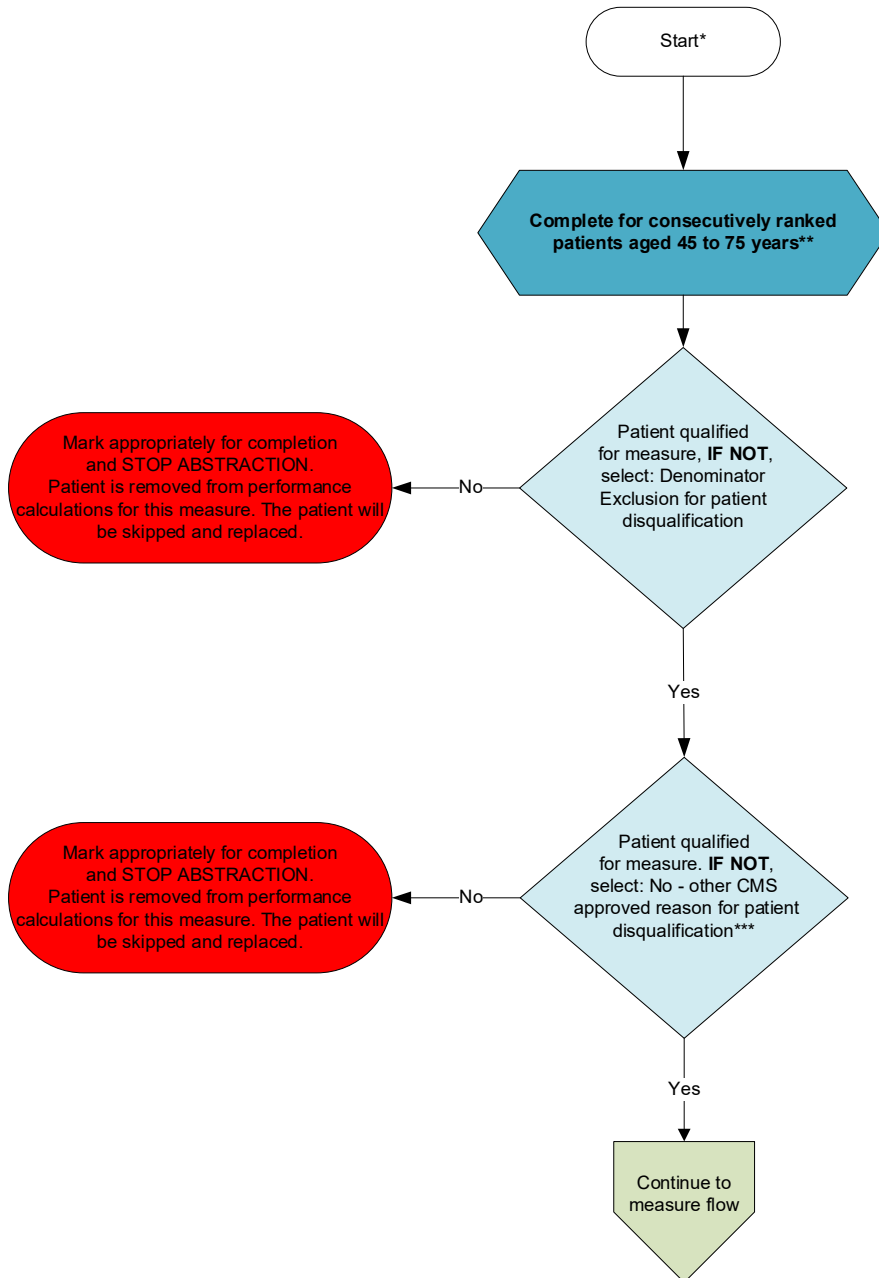 Start*
Complete for consecutively ranked
patients aged 45 to 75 years**
Patient qualified
for measure, IF NOT,
select: Denominator
Exclusion for patient
disqualification
No
Mark appropriately for completion
and STOP ABSTRACTION.
Patient is removed from performance
calculations for this measure. The patient will
be skipped and replaced.
Yes
Patient qualified
for measure. IF NOT,
select: No - other CMS
approved reason for patient
disqualification***
No
Mark appropriately for completion
and STOP ABSTRACTION.
Patient is removed from performance
calculations for this measure. The patient will
be skipped and replaced.
Yes
Continue to
measure flow